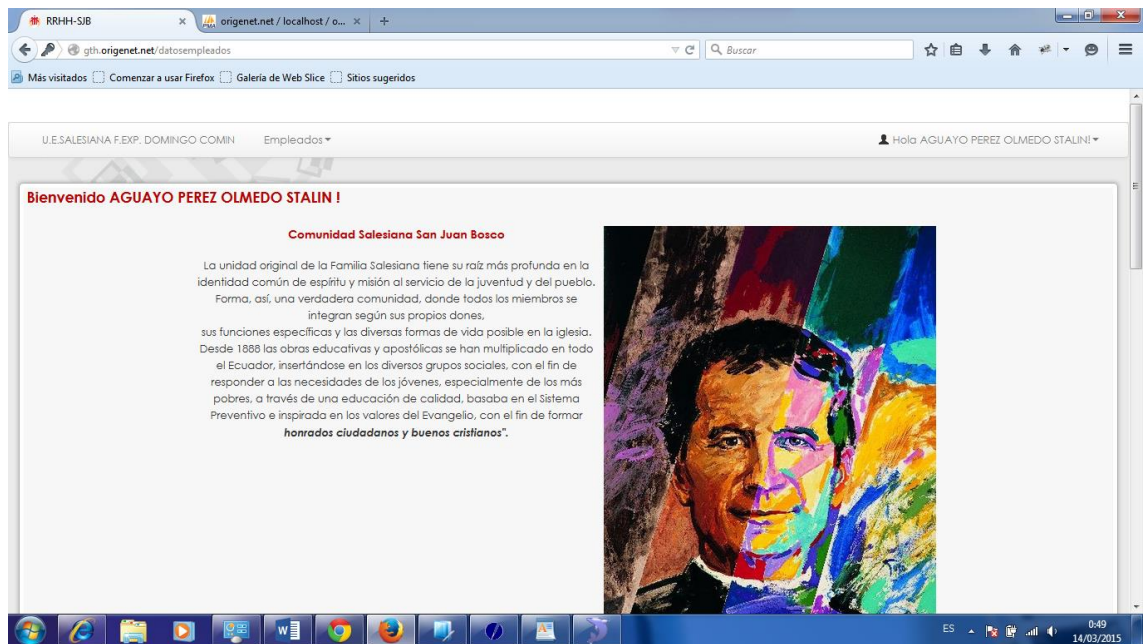 RRHH-SJB
origenet.net / localhost / o...
gth.origenet.net/datosempleados
Buscar
Más visitados
Comenzar a usar Firefox
Galería de Web Slice
Sitios sugeridos
U.E.SALESIANA F.EXP. DOMINGO COMIN
Empleados
Hola AGUAYO PEREZ OLMEDO STALIN!
Bienvenido AGUAYO PEREZ OLMEDO STALIN !
Comunidad Salesiana San Juan Bosco
La unidad original de la Familia Salesiana tiene su raíz más profunda en la
identidad común de espíritu y misión al servicio de la juventud y del pueblo.
Forma, así, una verdadera comunidad, donde todos los miembros se
integran según sus propios dones,
sus funciones específicas y las diversas formas de vida posible en la iglesia.
Desde 1888 las obras educativas y apostólicas se han multiplicado en todo
el Ecuador, insertándose en los diversos grupos sociales, con el fin de
responder a las necesidades de los jóvenes, especialmente de los más
pobres, a través de una educación de calidad, basaba en el Sistema
Preventivo e inspirada en los valores del Evangelio, con el fin de formar
honrados ciudadanos y buenos cristianos".
ES
0:49
14/03/2015